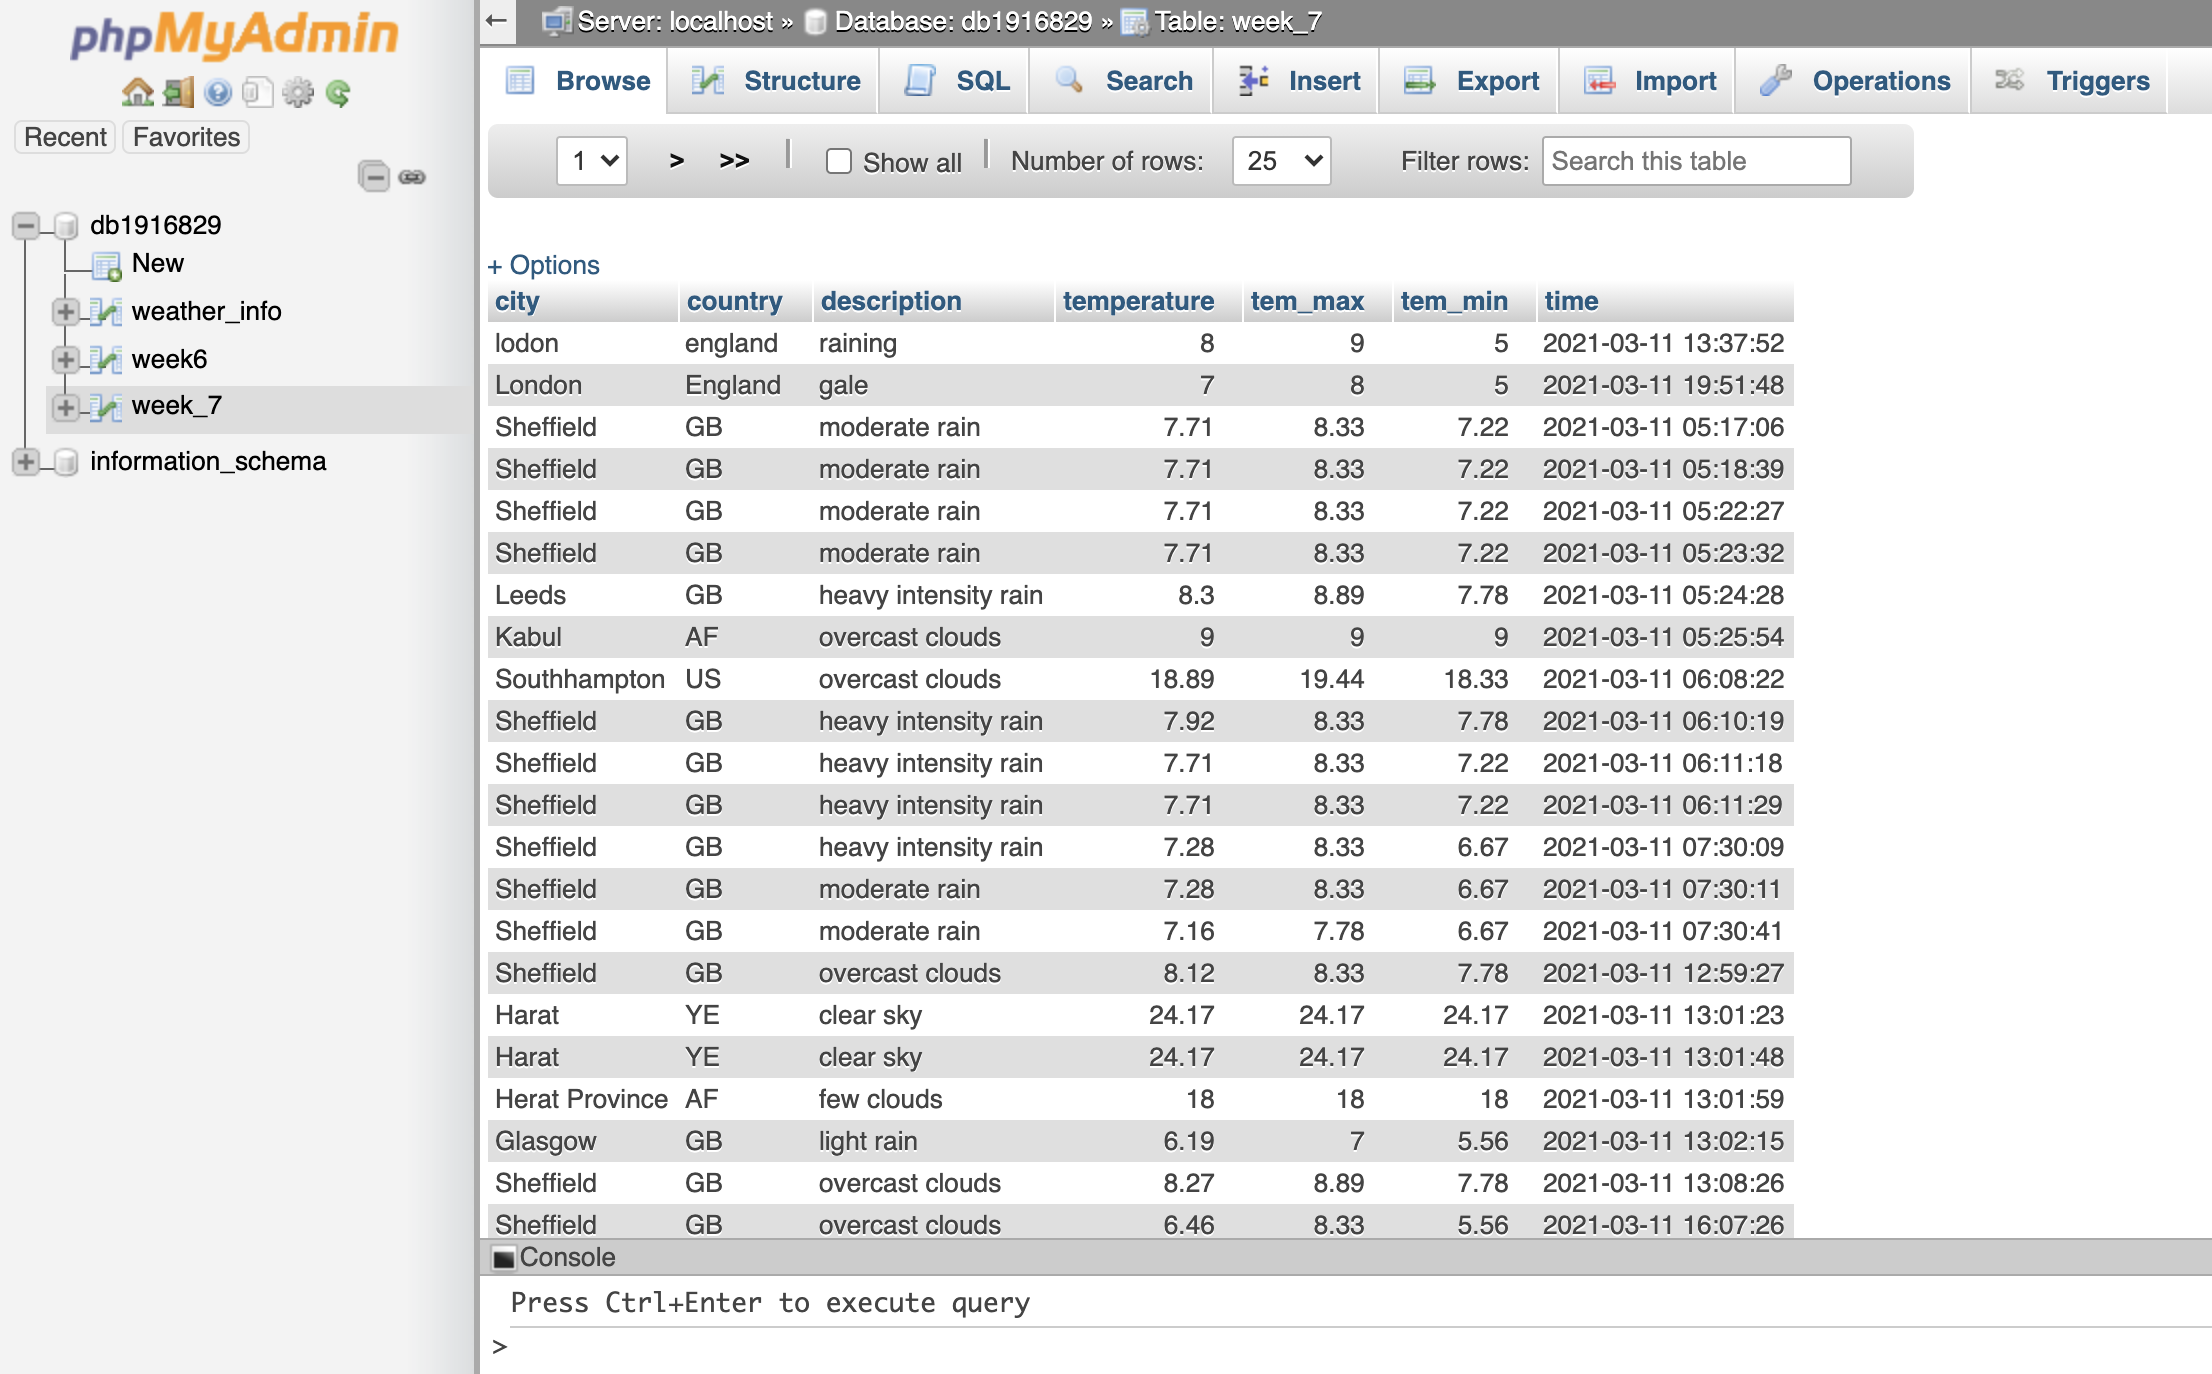 phpMyAdmin
Recent Favorites
db1916829
New
weather_info
week6
week_7
information_schema
← Server: localhost » Database: db1916829 » Table: week_7
Browse Structure SQL Search Insert Export Import Operations Triggers
1 > >> Show all Number of rows: 25 Filter rows: Search this table
+ Options
city country description temperature tem_max tem_min time
lodon england raining 8 9 5 2021-03-11 13:37:52
London England gale 7 8 5 2021-03-11 19:51:48
Sheffield GB moderate rain 7.71 8.33 7.22 2021-03-11 05:17:06
Sheffield GB moderate rain 7.71 8.33 7.22 2021-03-11 05:18:39
Sheffield GB moderate rain 7.71 8.33 7.22 2021-03-11 05:22:27
Sheffield GB moderate rain 7.71 8.33 7.22 2021-03-11 05:23:32
Leeds GB heavy intensity rain 8.3 8.89 7.78 2021-03-11 05:24:28
Kabul AF overcast clouds 9 9 9 2021-03-11 05:25:54
Southhampton US overcast clouds 18.89 19.44 18.33 2021-03-11 06:08:22
Sheffield GB heavy intensity rain 7.92 8.33 7.78 2021-03-11 06:10:19
Sheffield GB heavy intensity rain 7.71 8.33 7.22 2021-03-11 06:11:18
Sheffield GB heavy intensity rain 7.71 8.33 7.22 2021-03-11 06:11:29
Sheffield GB heavy intensity rain 7.28 8.33 6.67 2021-03-11 07:30:09
Sheffield GB moderate rain 7.28 8.33 6.67 2021-03-11 07:30:11
Sheffield GB moderate rain 7.16 7.78 6.67 2021-03-11 07:30:41
Sheffield GB overcast clouds 8.12 8.33 7.78 2021-03-11 12:59:27
Harat YE clear sky 24.17 24.17 24.17 2021-03-11 13:01:23
Harat YE clear sky 24.17 24.17 24.17 2021-03-11 13:01:48
Herat Province AF few clouds 18 18 18 2021-03-11 13:01:59
Glasgow GB light rain 6.19 7 5.56 2021-03-11 13:02:15
Sheffield GB overcast clouds 8.27 8.89 7.78 2021-03-11 13:08:26
Sheffield GB overcast clouds 6.46 8.33 5.56 2021-03-11 16:07:26
Console
Press Ctrl+Enter to execute query
>